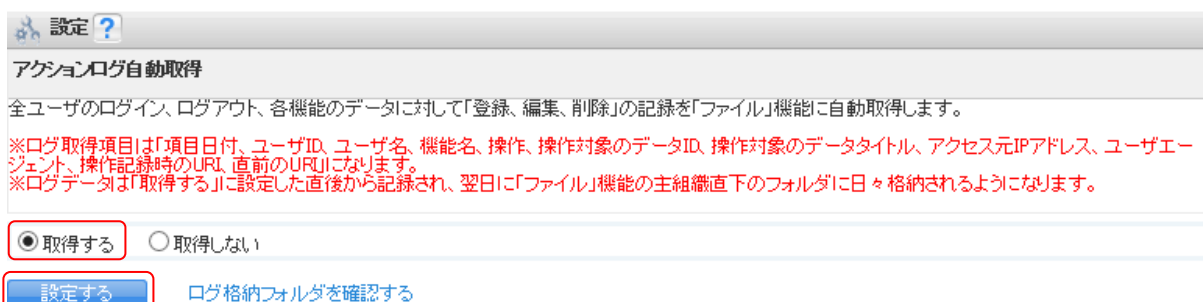 設定 ?
アクションログ自動取得
全ユーザのログイン、ログアウト、各機能のデータに対して「登録、編集、削除」の記録を「ファイル」機能に自動取得します。
※ログ取得項目は「項目日付、ユーザID、ユーザ名、機能名、操作、操作対象のデータID、操作対象のデータタイトル、アクセス元IPアドレス、ユーザエー
ジェント、操作記録時のURL、直前のURL」になります。
※ログデータは「取得する」に設定した直後から記録され、翌日に「ファイル」機能の主組織直下のフォルダに日々格納されるようになります。
取得する 取得しない
設定する ログ格納フォルダを確認する